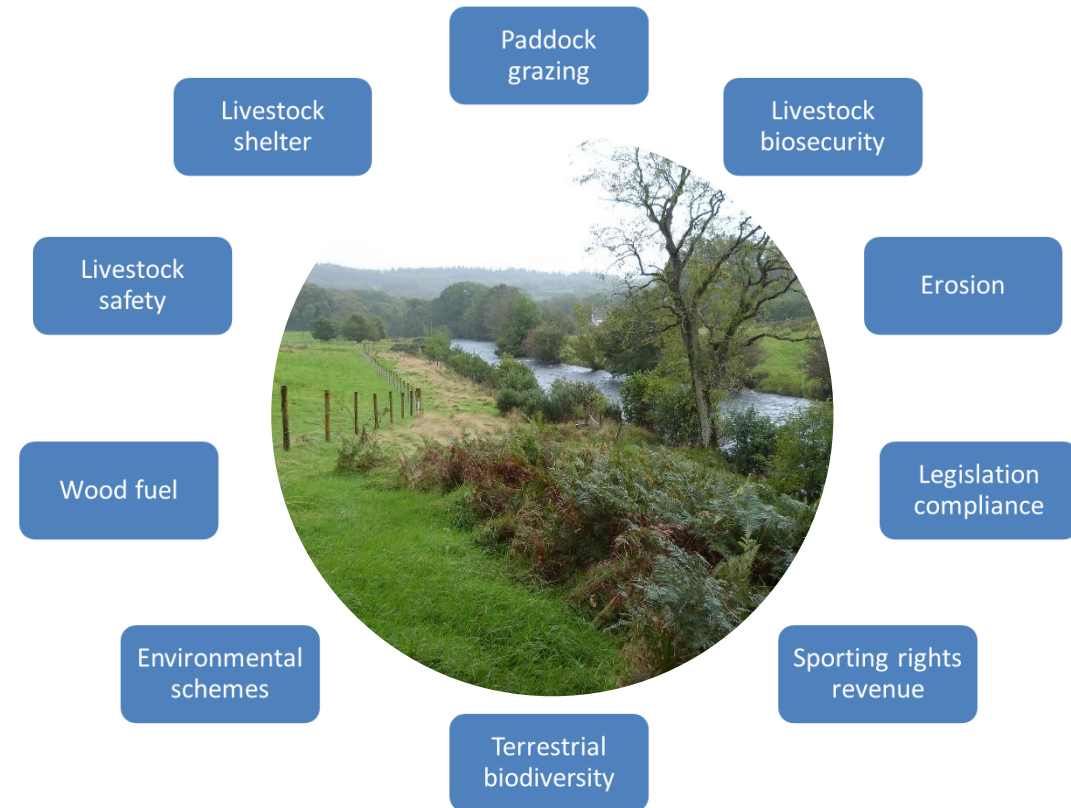 Paddock
grazing
Livestock
biosecurity
Erosion
Legislation
compliance
Sporting rights
revenue
Terrestrial
biodiversity
Environmental
schemes
Wood fuel
Livestock
safety
Livestock
shelter